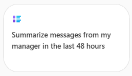 Summarize messages from my
manager in the last 48 hours